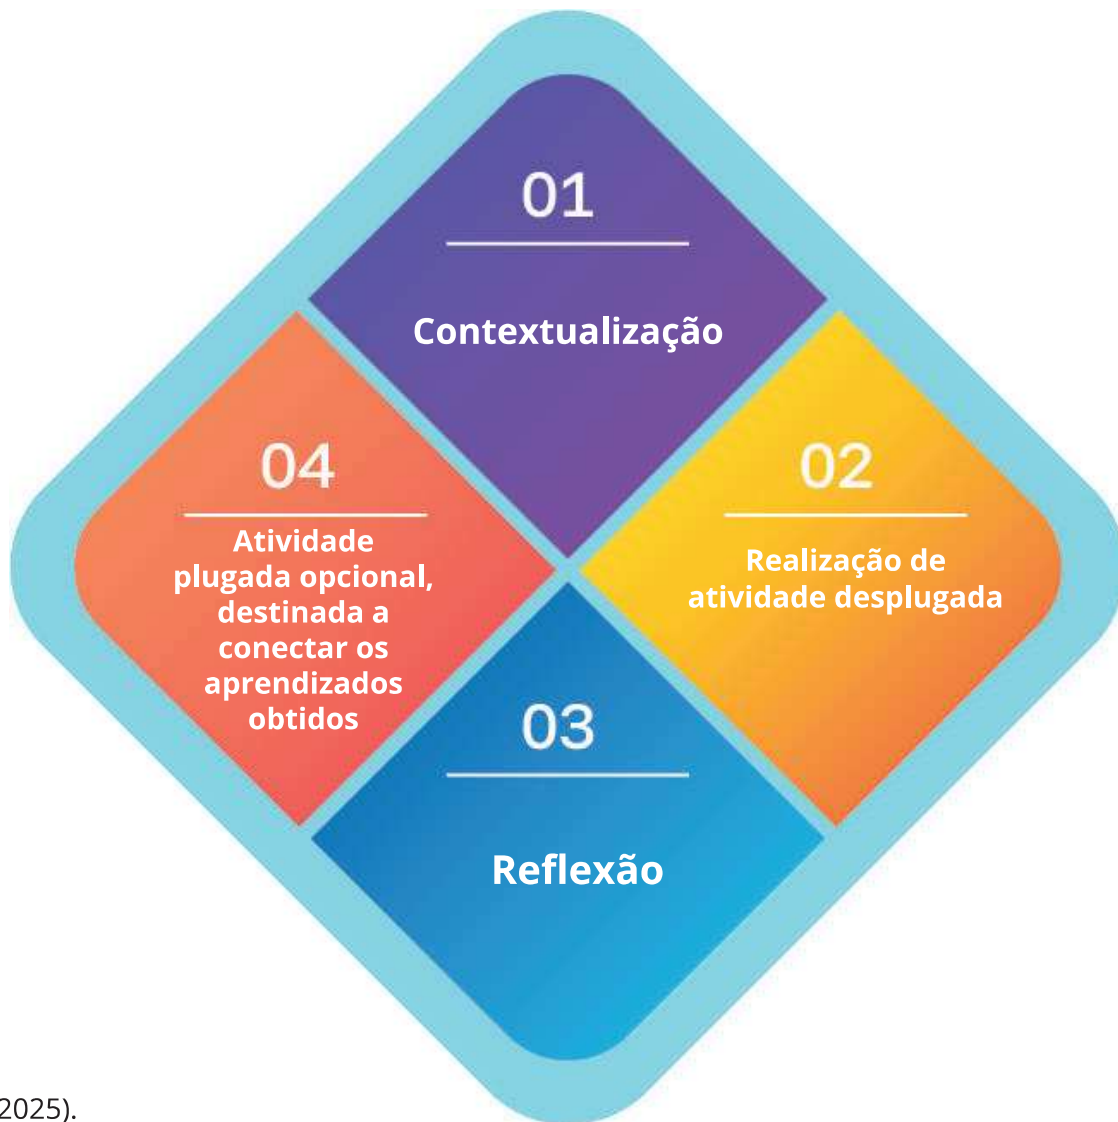 01
Contextualização
02
Realização de
atividade desplugada
03
Reflexão
04
Atividade
plugada opcional,
destinada a
conectar os
aprendizados
obtidos
2025).